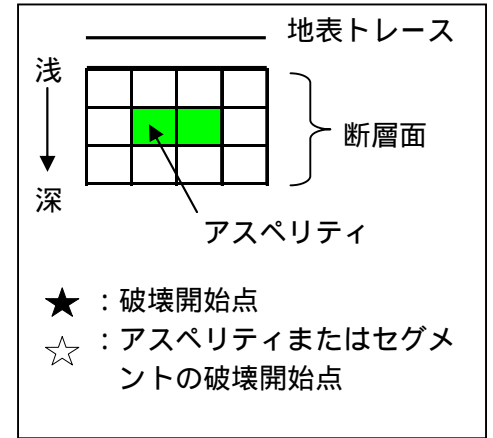 地表トレース
浅
断層面
深
アスペリティ
★：破壊開始点
☆：アスペリティまたはセグメ
ントの破壊開始点